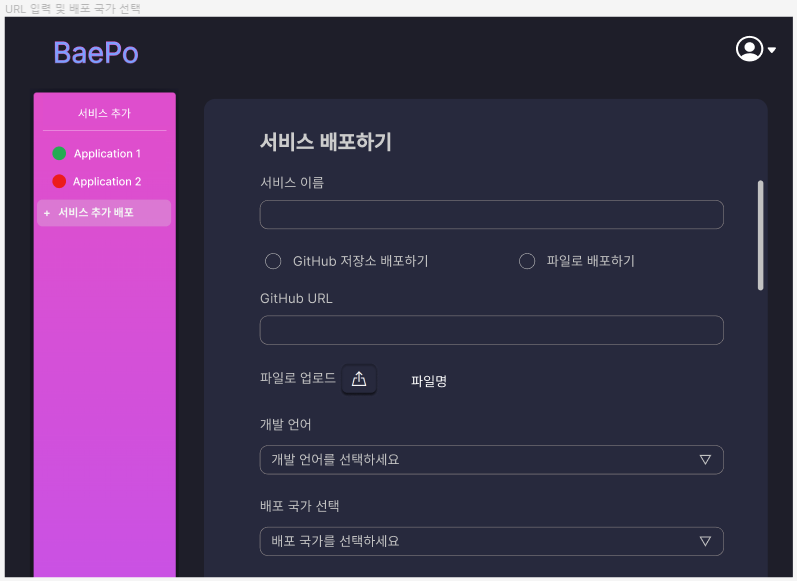 URL 입력 및 배포 국가 선택
BaePo
서비스 추가
Application 1
Application 2
+ 서비스 추가 배포
서비스 배포하기
서비스 이름
GitHub 저장소 배포하기
파일로 배포하기
GitHub URL
파일로 업로드
파일명
개발 언어
개발 언어를 선택하세요
배포 국가 선택
배포 국가를 선택하세요